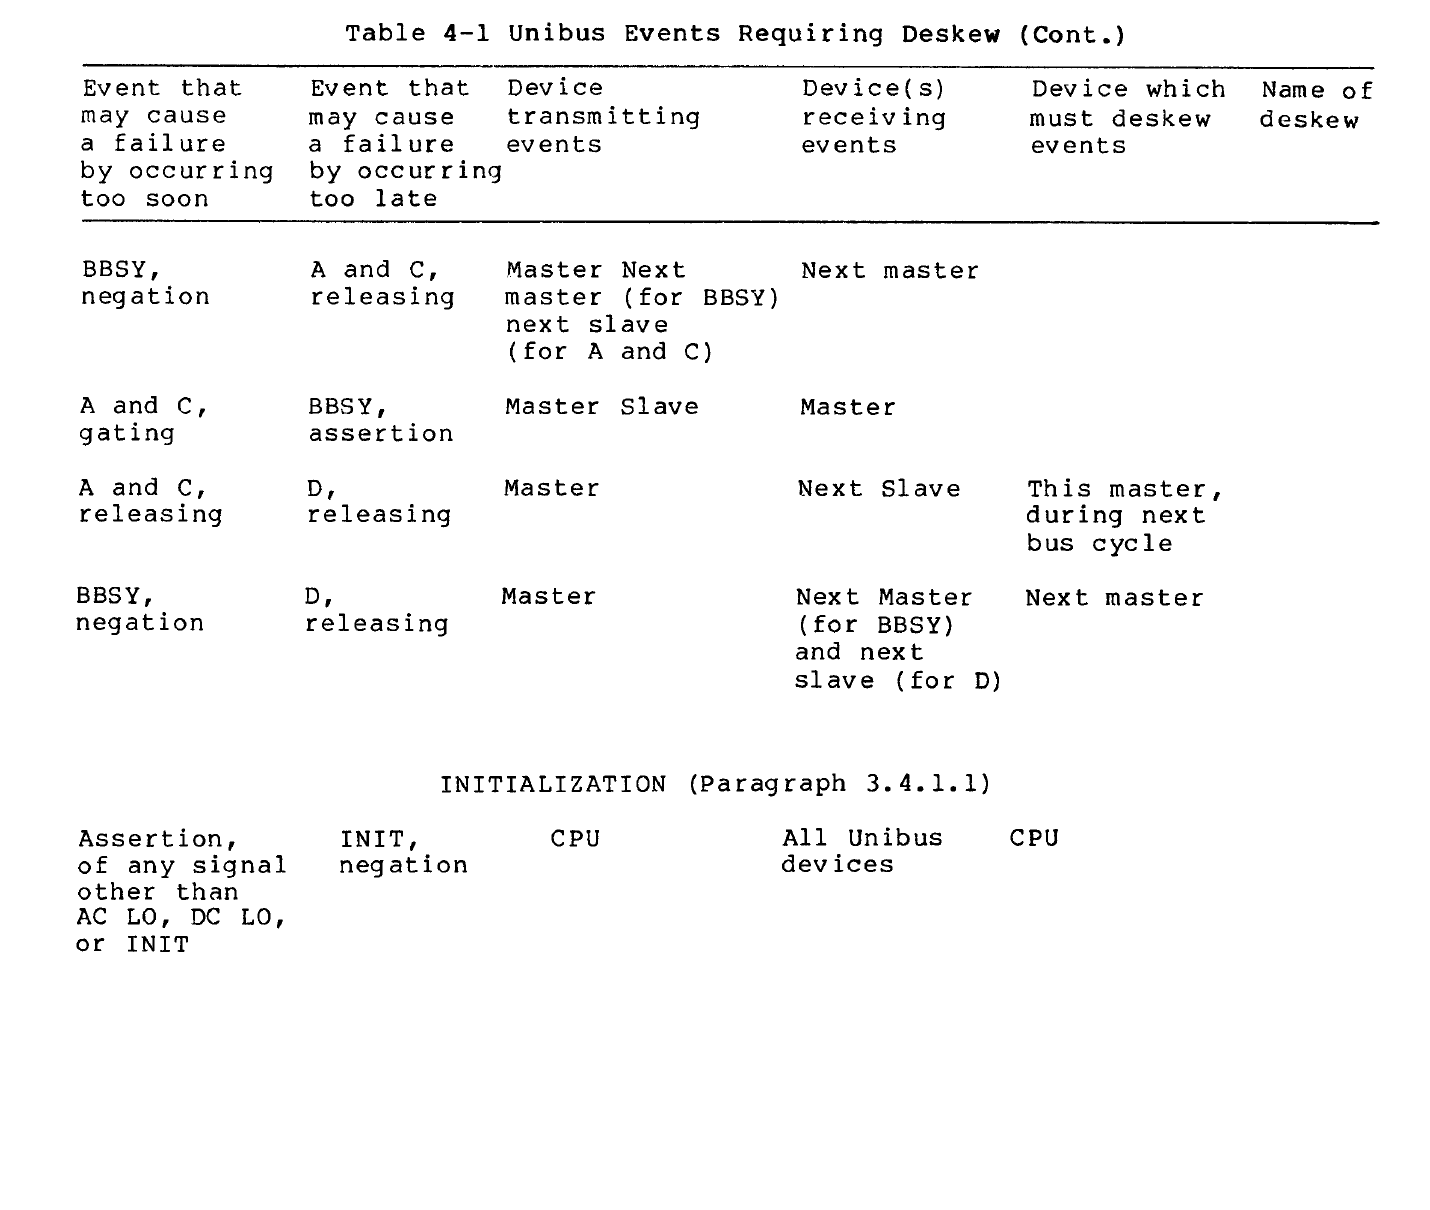 Table 4-1 Unibus Events Requiring Deskew (Cont.)
Event that Event that Device Device(s) Device which Name of
may cause may cause transmitting receiving must deskew deskew
a failure a failure events events events
by occurring by occurring
too soon too late
BBSY, A and C, Master Next Next master
negation releasing master (for BBSY)
next slave
(for A and C)
A and C, BBSY, Master Slave Master
gating assertion
A and C, D, Master Next Slave This master,
releasing releasing during next
bus cycle
BBSY, D, Master Next Master Next master
negation releasing (for BBSY)
and next
slave (for D)
INITIALIZATION (Paragraph 3.4.1.1)
Assertion, INIT, CPU All Unibus CPU
of any signal negation devices
other than
AC LO, DC LO,
or INIT